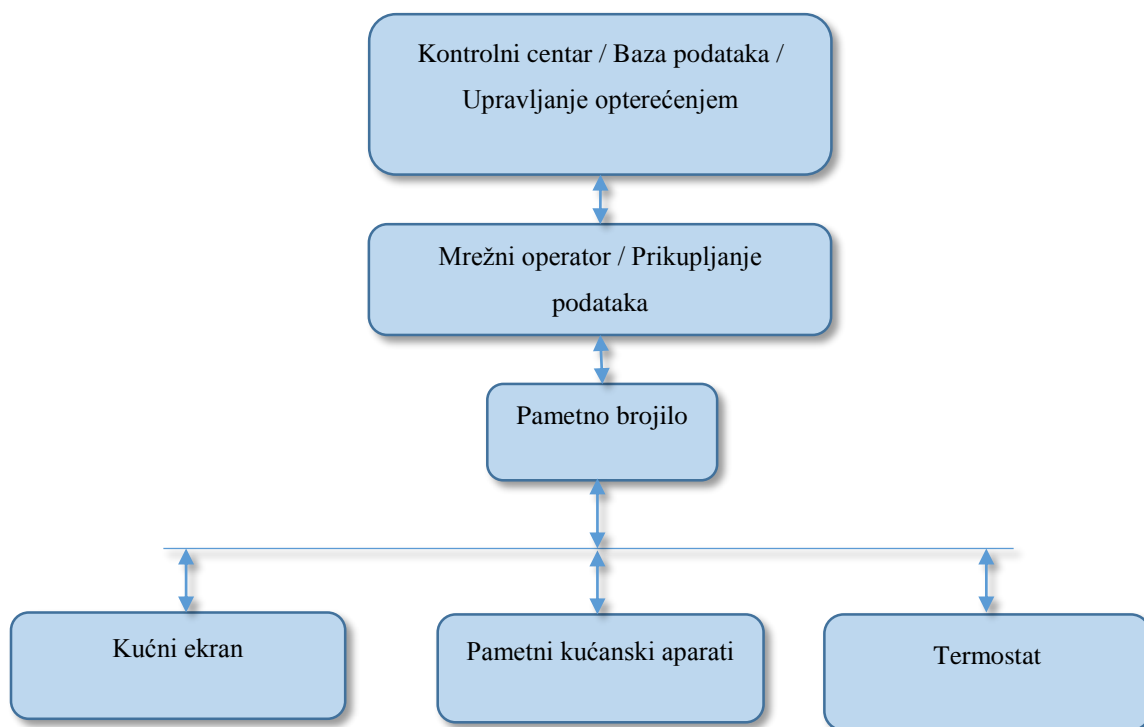 Kontrolni centar / Baza podataka /
Upravljanje opterećenjem
Mrežni operator / Prikupljanje
podataka
Pametno brojilo
Kućni ekran
Pametni kućanski aparati
Termostat